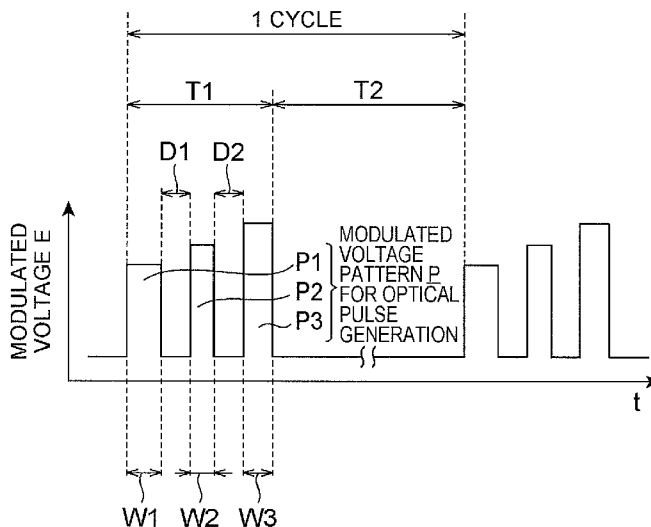 1 CYCLE
T1 T2
D1 D2
MODULATED VOLTAGE E
P1
P2
P3
MODULATED
VOLTAGE
PATTERN P
FOR OPTICAL
PULSE
GENERATION
t
W1 W2 W3